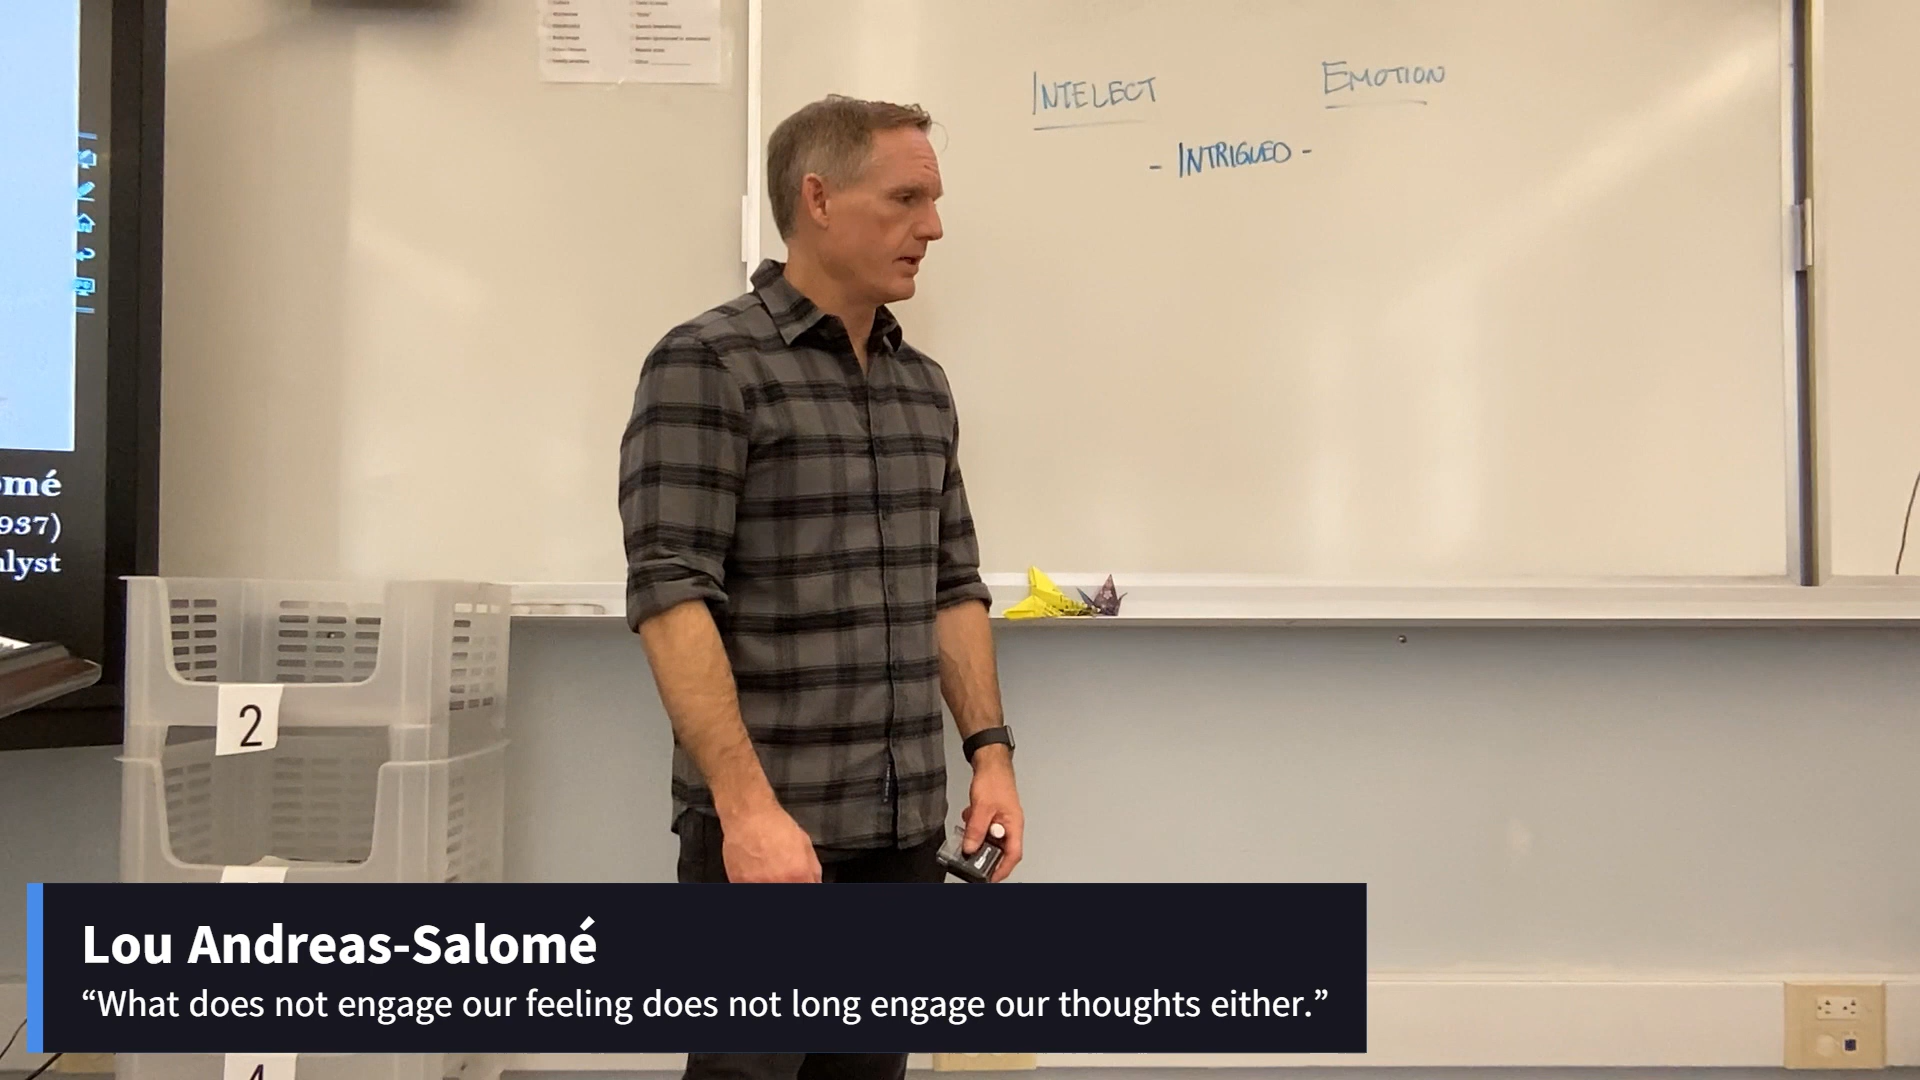 INTELECT
EMOTION
- INTRIGUED -
omé
937)
lyst
2
4
Lou Andreas-Salomé
“What does not engage our feeling does not long engage our thoughts either.”